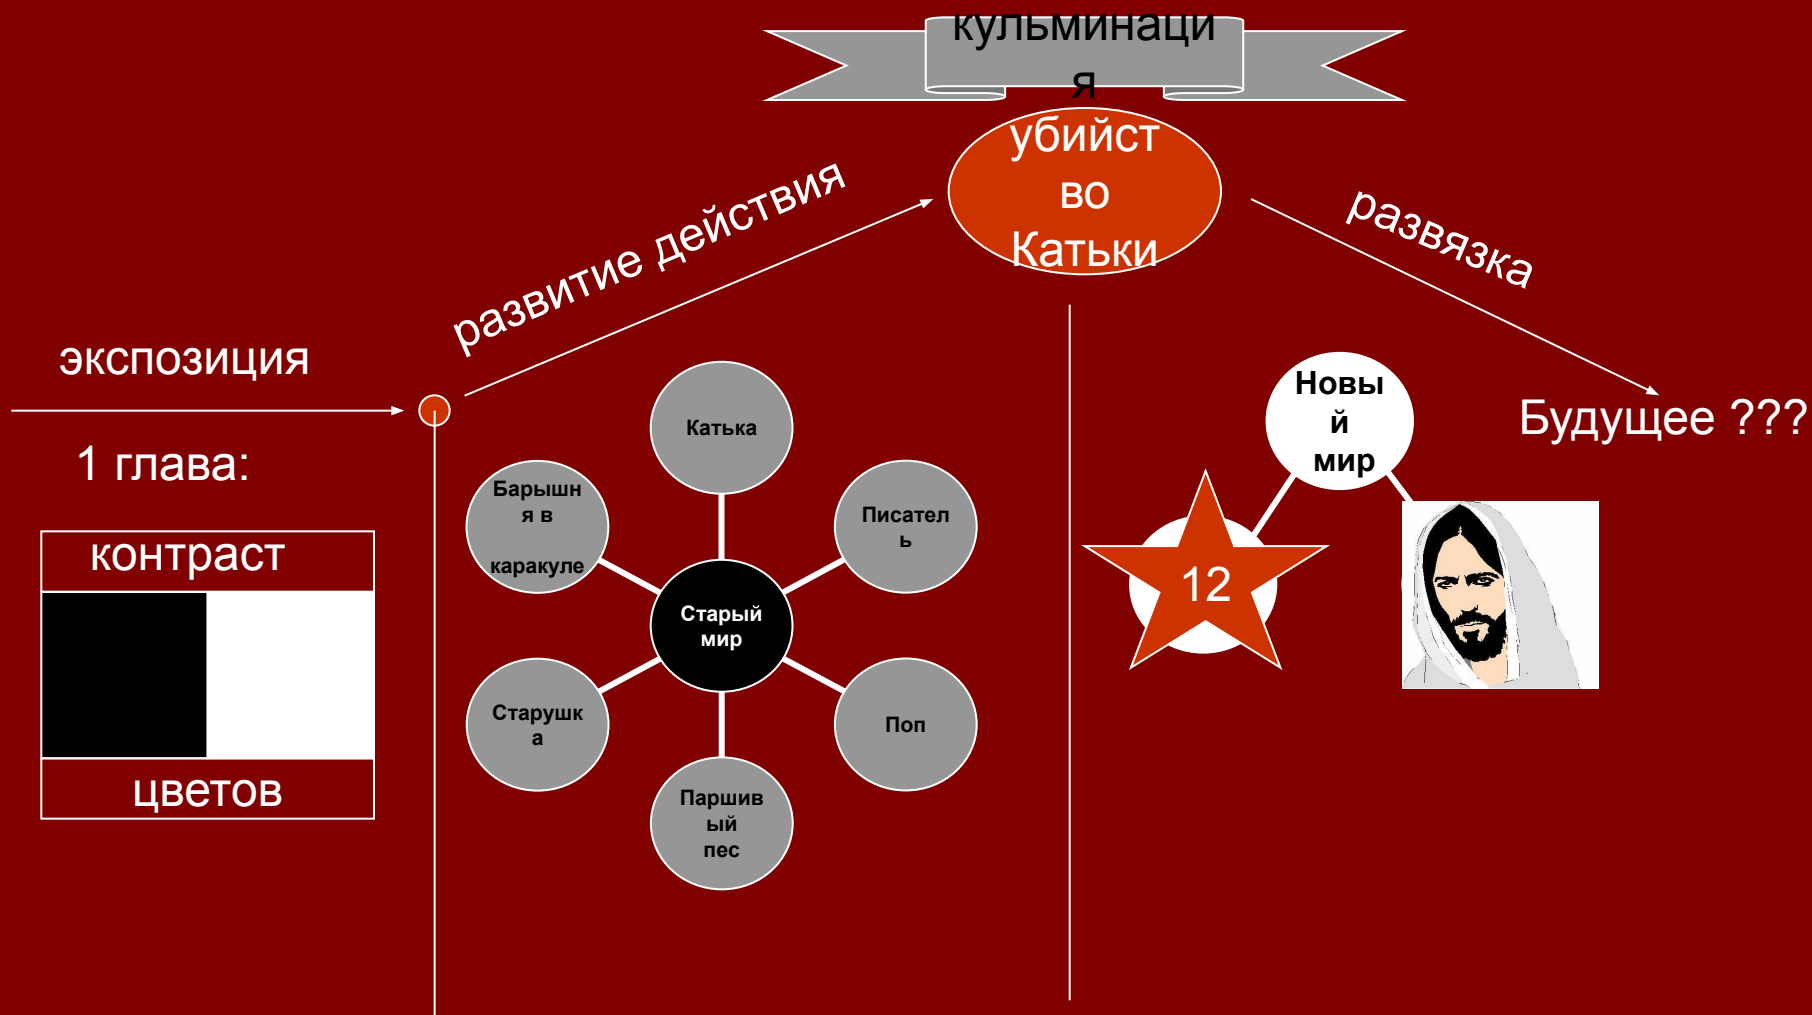 кульминаци
я
убийст
во
Катьки
развитие действия
развязка
экспозиция
1 глава:
контраст
цветов
Катька
Барышн
я в
каракуле
Писател
ь
Старый
мир
Старушк
а
Поп
Паршив
ый
пес
Новы
й
мир
12
Будущее ???